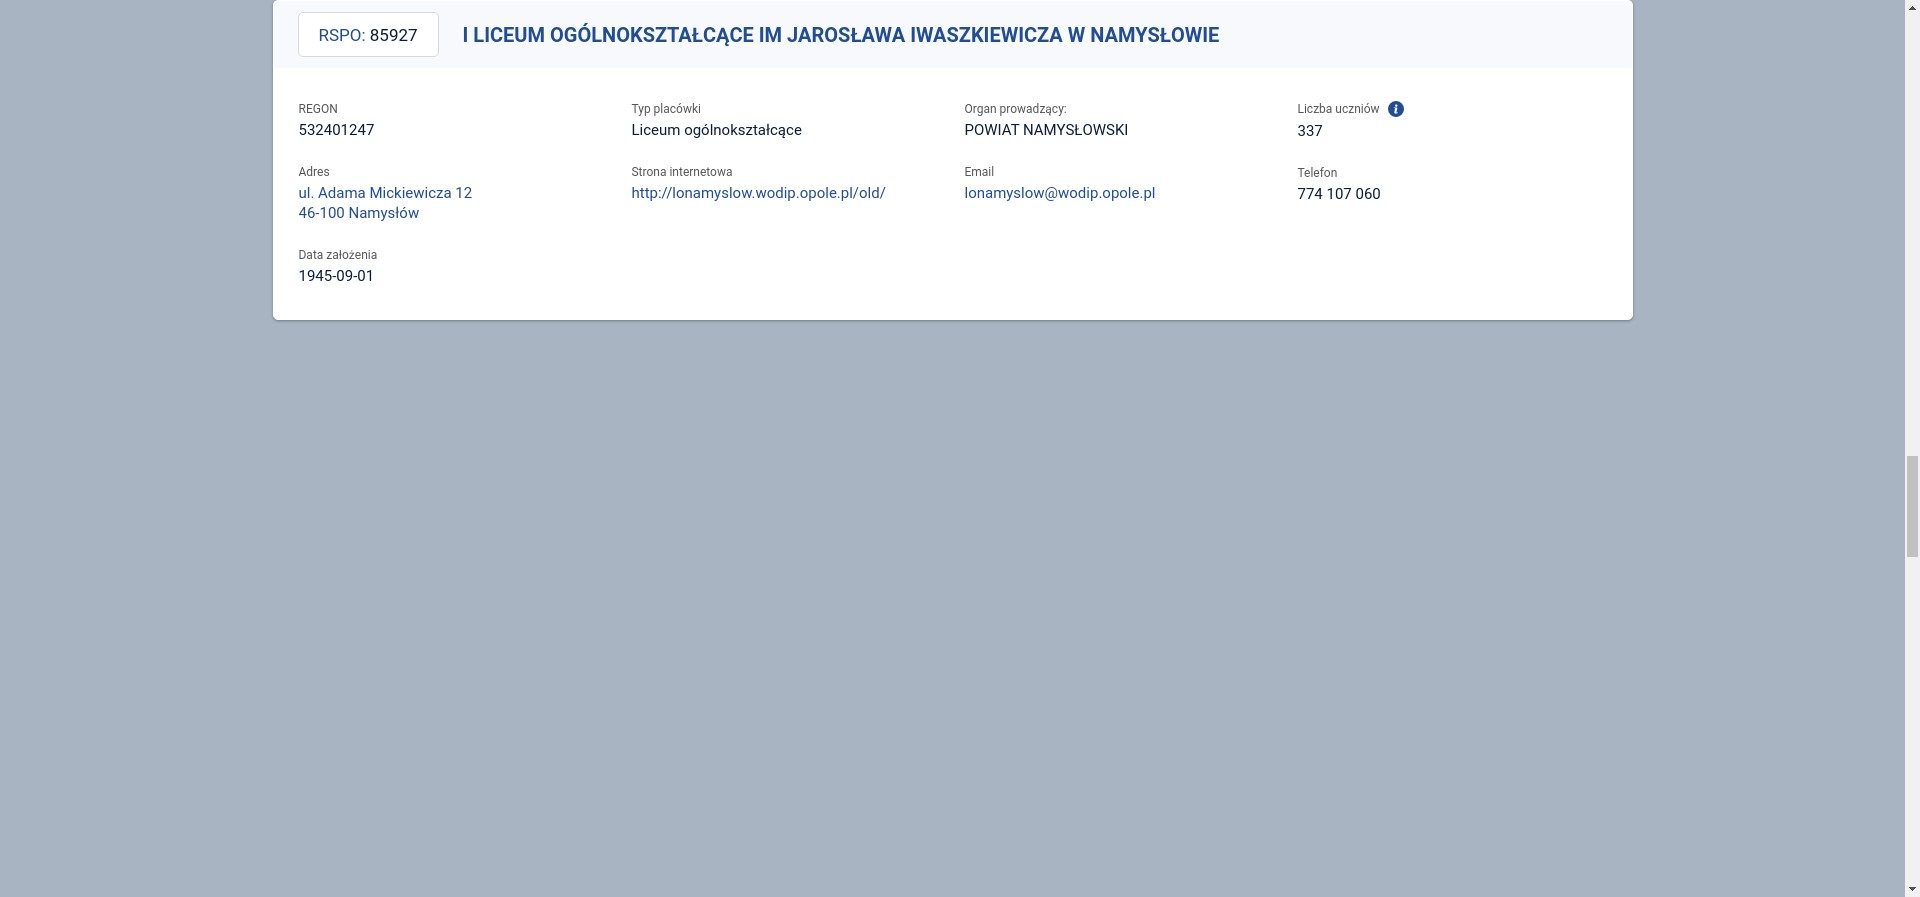 RSPO: 85927
I LICEUM OGÓLNOKSZTAŁCĄCE IM JAROSŁAWA IWASZKIEWICZA W NAMYSŁOWIE
REGON
532401247
Typ placówki
Liceum ogólnokształcące
Organ prowadzący:
POWIAT NAMYSŁOWSKI
Liczba uczniów i
337
Adres
ul. Adama Mickiewicza 12
46-100 Namysłów
Strona internetowa
http://lonamyslow.wodip.opole.pl/old/
Email
lonamyslow@wodip.opole.pl
Telefon
774 107 060
Data założenia
1945-09-01